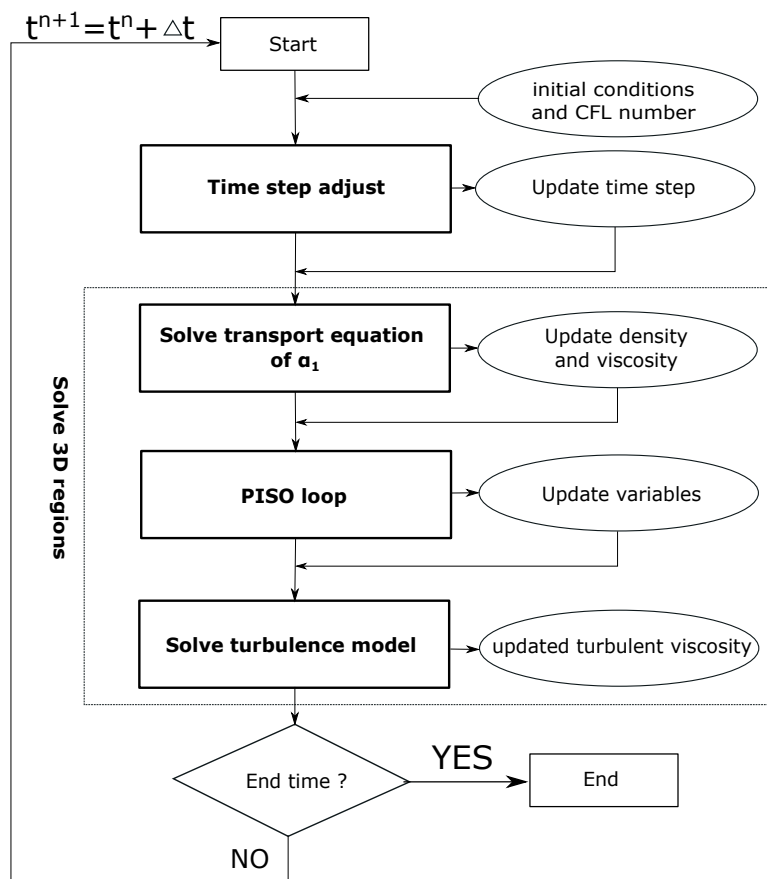 tⁿ⁺¹=tⁿ+ △t
Start
initial conditions
and CFL number
Time step adjust
Update time step
Solve 3D regions
Solve transport equation
of α₁
Update density
and viscosity
PISO loop
Update variables
Solve turbulence model
updated turbulent viscosity
End time ?
YES
End
NO